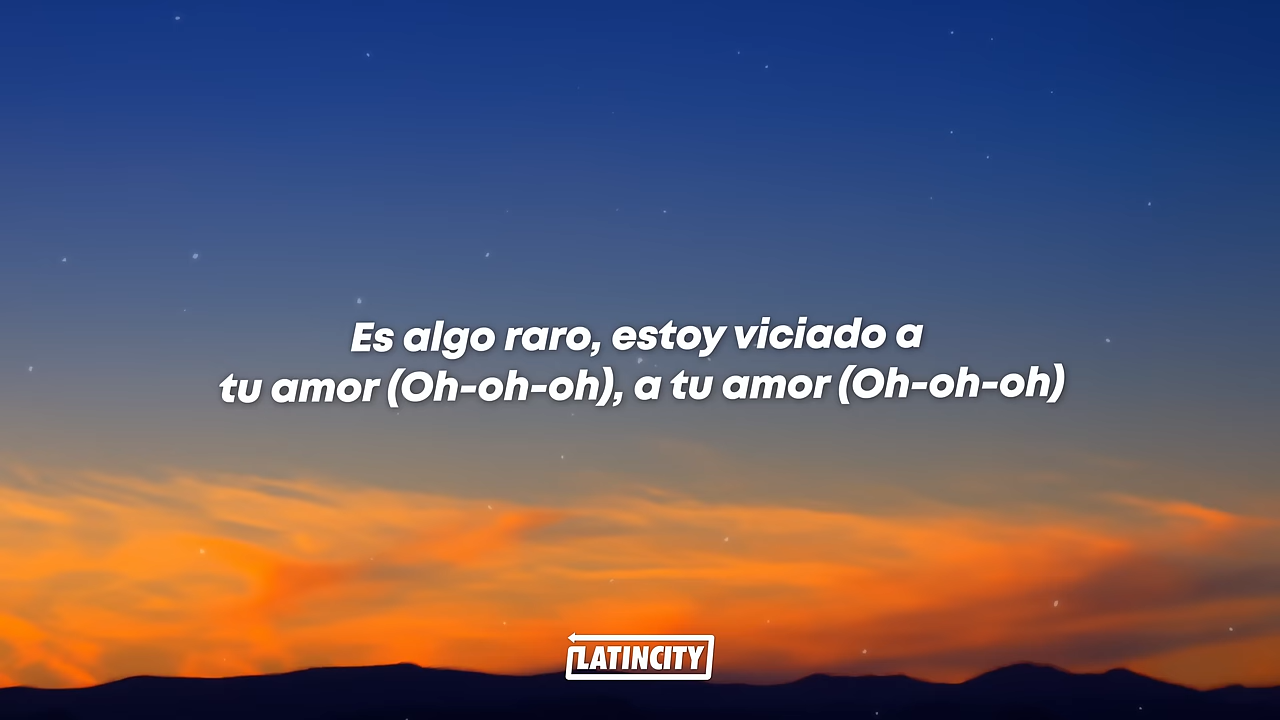 Es algo raro, estoy viciado a
tu amor (Oh-oh-oh), a tu amor (Oh-oh-oh)
LATINCITY